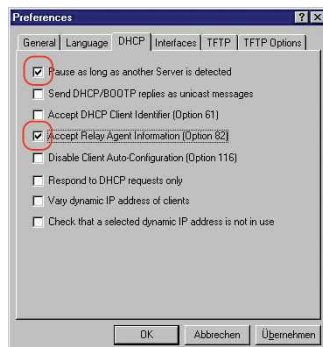 Preferences
General Language DHCP Interfaces TFTP TFTP Options
Pause as long as another Server is detected
Send DHCP/BOOTP replies as unicast messages
Accept DHCP Client Identifier (Option 61)
Accept Relay Agent Information (Option 82)
Disable Client Auto-Configuration (Option 116)
Respond to DHCP requests only
Vary dynamic IP address of clients
Check that a selected dynamic IP address is not in use
OK Abbrechen Übernehmen